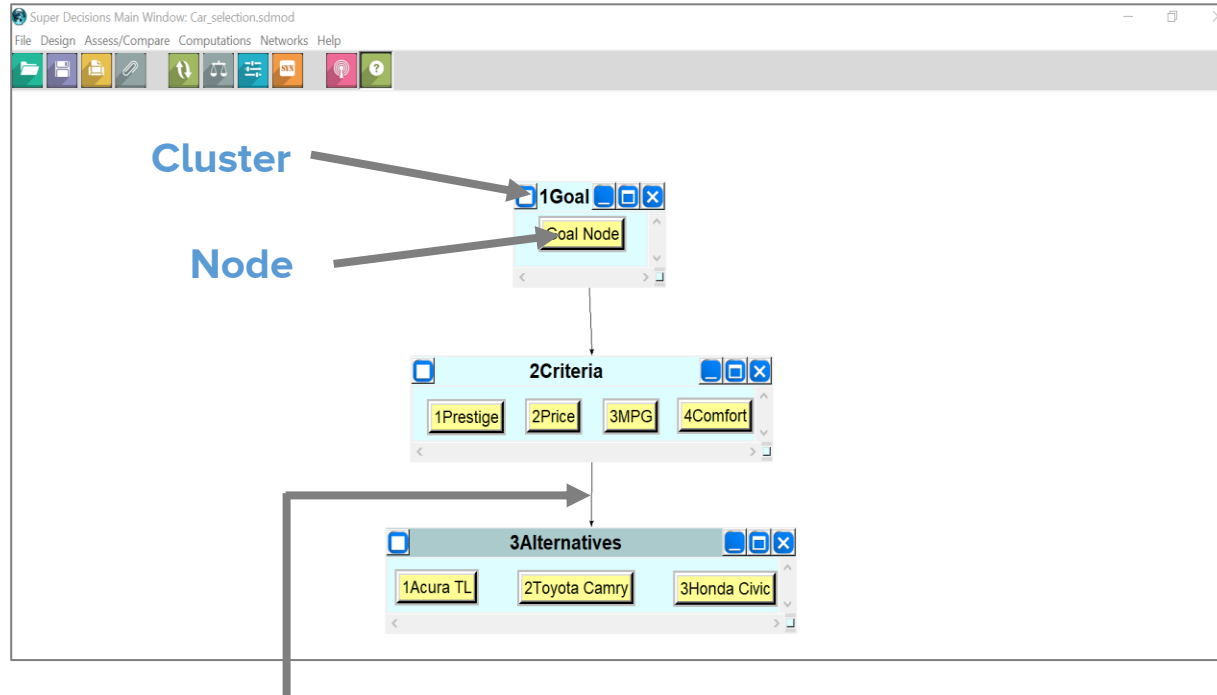 Super Decisions Main Window: Car_selection.sdmod
File Design Assess/Compare Computations Networks Help
SYN
Cluster
1Goal
Node
Goal Node
2Criteria
1Prestige 2Price 3MPG 4Comfort
3Alternatives
1Acura TL 2Toyota Camry 3Honda Civic